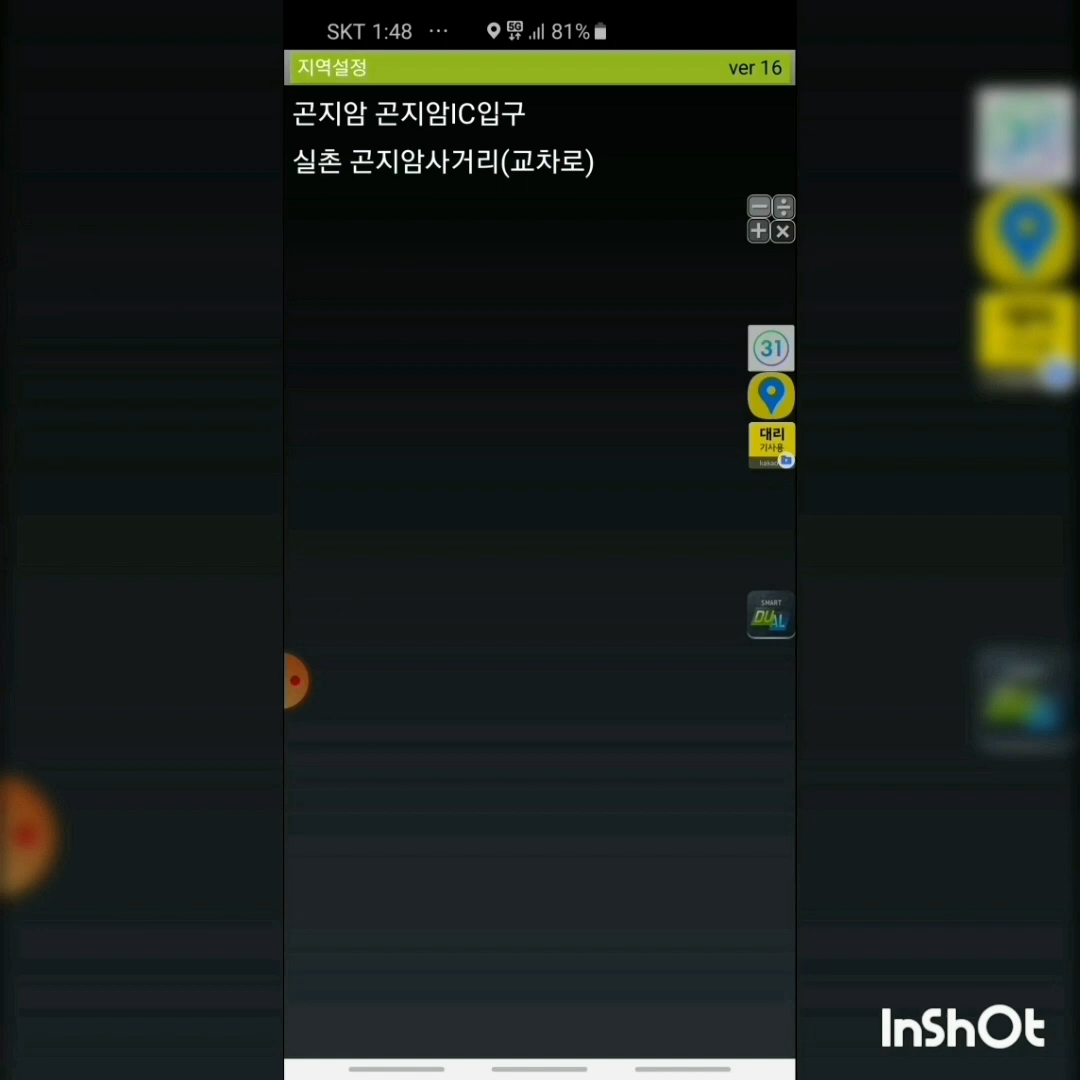 SKT 1:48 ... 5G 81%
지역설정 ver 16
곤지암 곤지암IC입구
실촌 곤지암사거리(교차로)
31
대리
기사용
kakao
SMART
DUAL
InShOt